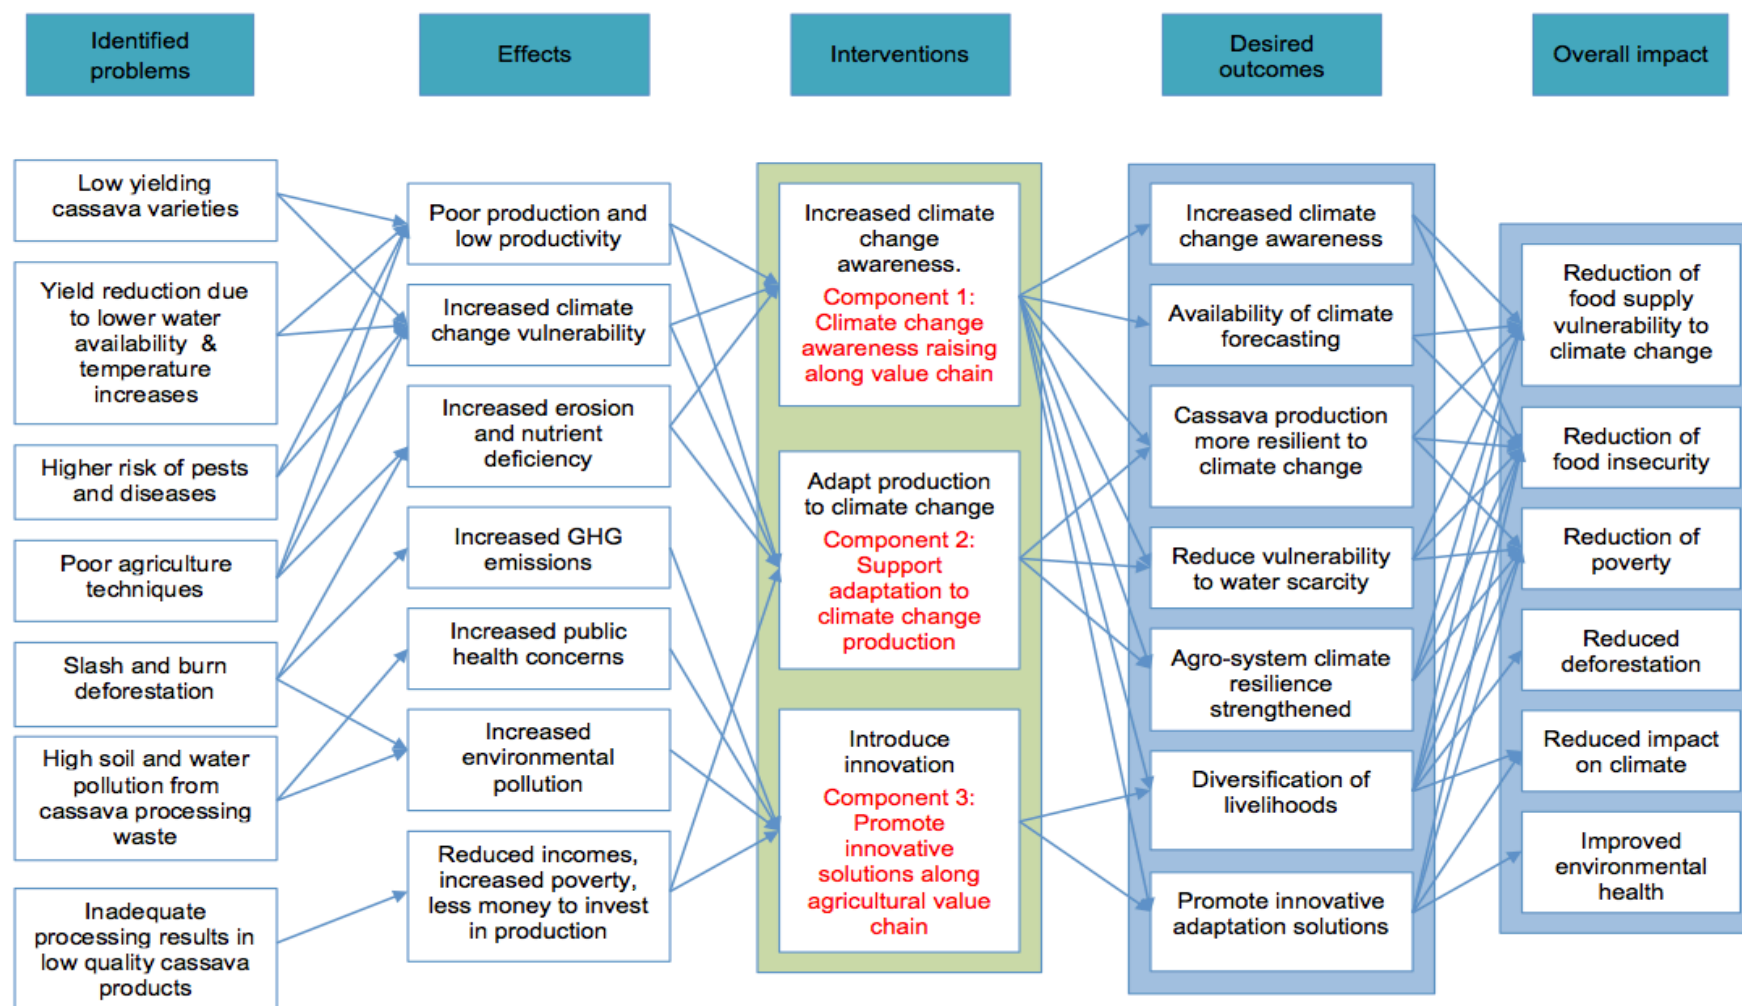 Identified
problems
Effects
Interventions
Desired
outcomes
Overall impact
Low yielding
cassava varieties
Yield reduction due
to lower water
availability &
temperature
increases
Higher risk of pests
and diseases
Poor agriculture
techniques
Slash and burn
deforestation
High soil and water
pollution from
cassava processing
waste
Inadequate
processing results in
low quality cassava
products
Poor production and
low productivity
Increased climate
change vulnerability
Increased erosion
and nutrient
deficiency
Increased GHG
emissions
Increased public
health concerns
Increased
environmental
pollution
Reduced incomes,
increased poverty,
less money to invest
in production
Increased climate
change
awareness.
Component 1:
Climate change
awareness raising
along value chain
Adapt production
to climate change
Component 2:
Support
adaptation to
climate change
production
Introduce
innovation
Component 3:
Promote
innovative
solutions along
agricultural value
chain
Increased climate
change awareness
Availability of climate
forecasting
Cassava production
more resilient to
climate change
Reduce vulnerability
to water scarcity
Agro-system climate
resilience
strengthened
Diversification of
livelihoods
Promote innovative
adaptation solutions
Reduction of
food supply
vulnerability to
climate change
Reduction of
food insecurity
Reduction of
poverty
Reduced
deforestation
Reduced impact
on climate
Improved
environmental
health